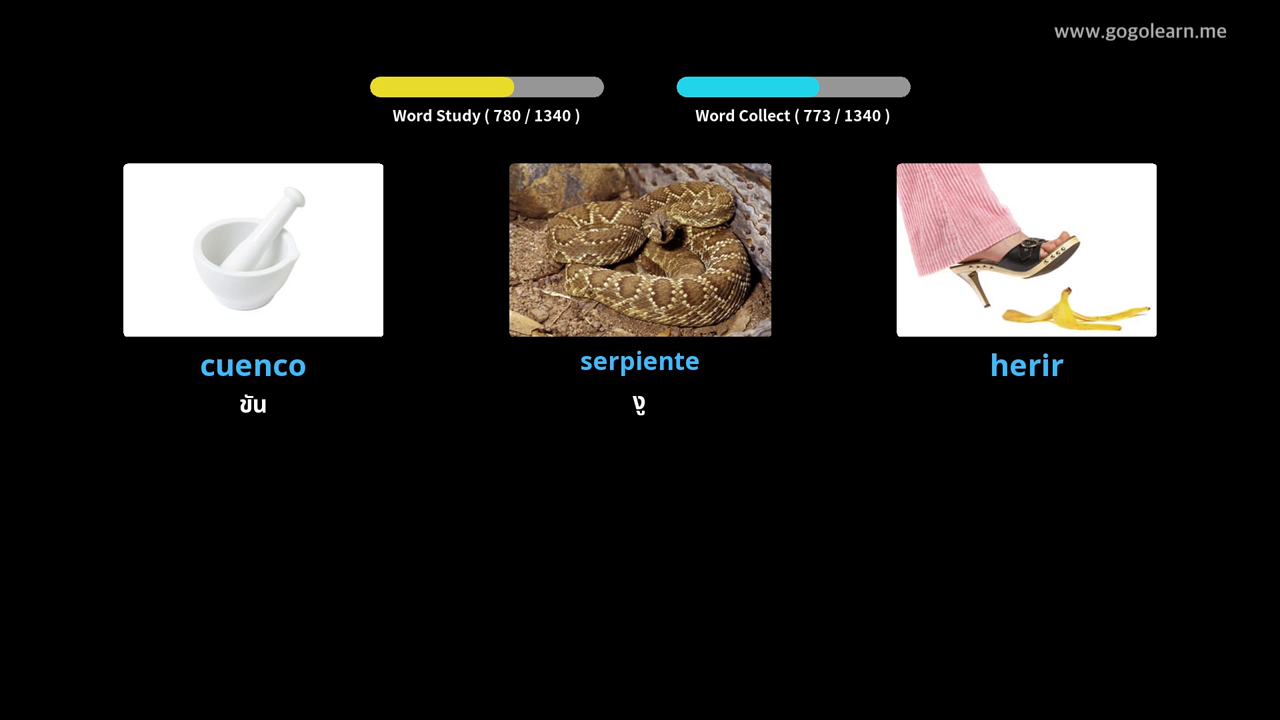 www.gogolearn.me
Word Study ( 780 / 1340 )
Word Collect ( 773 / 1340 )
cuenco
serpiente
herir
ขัน
งู